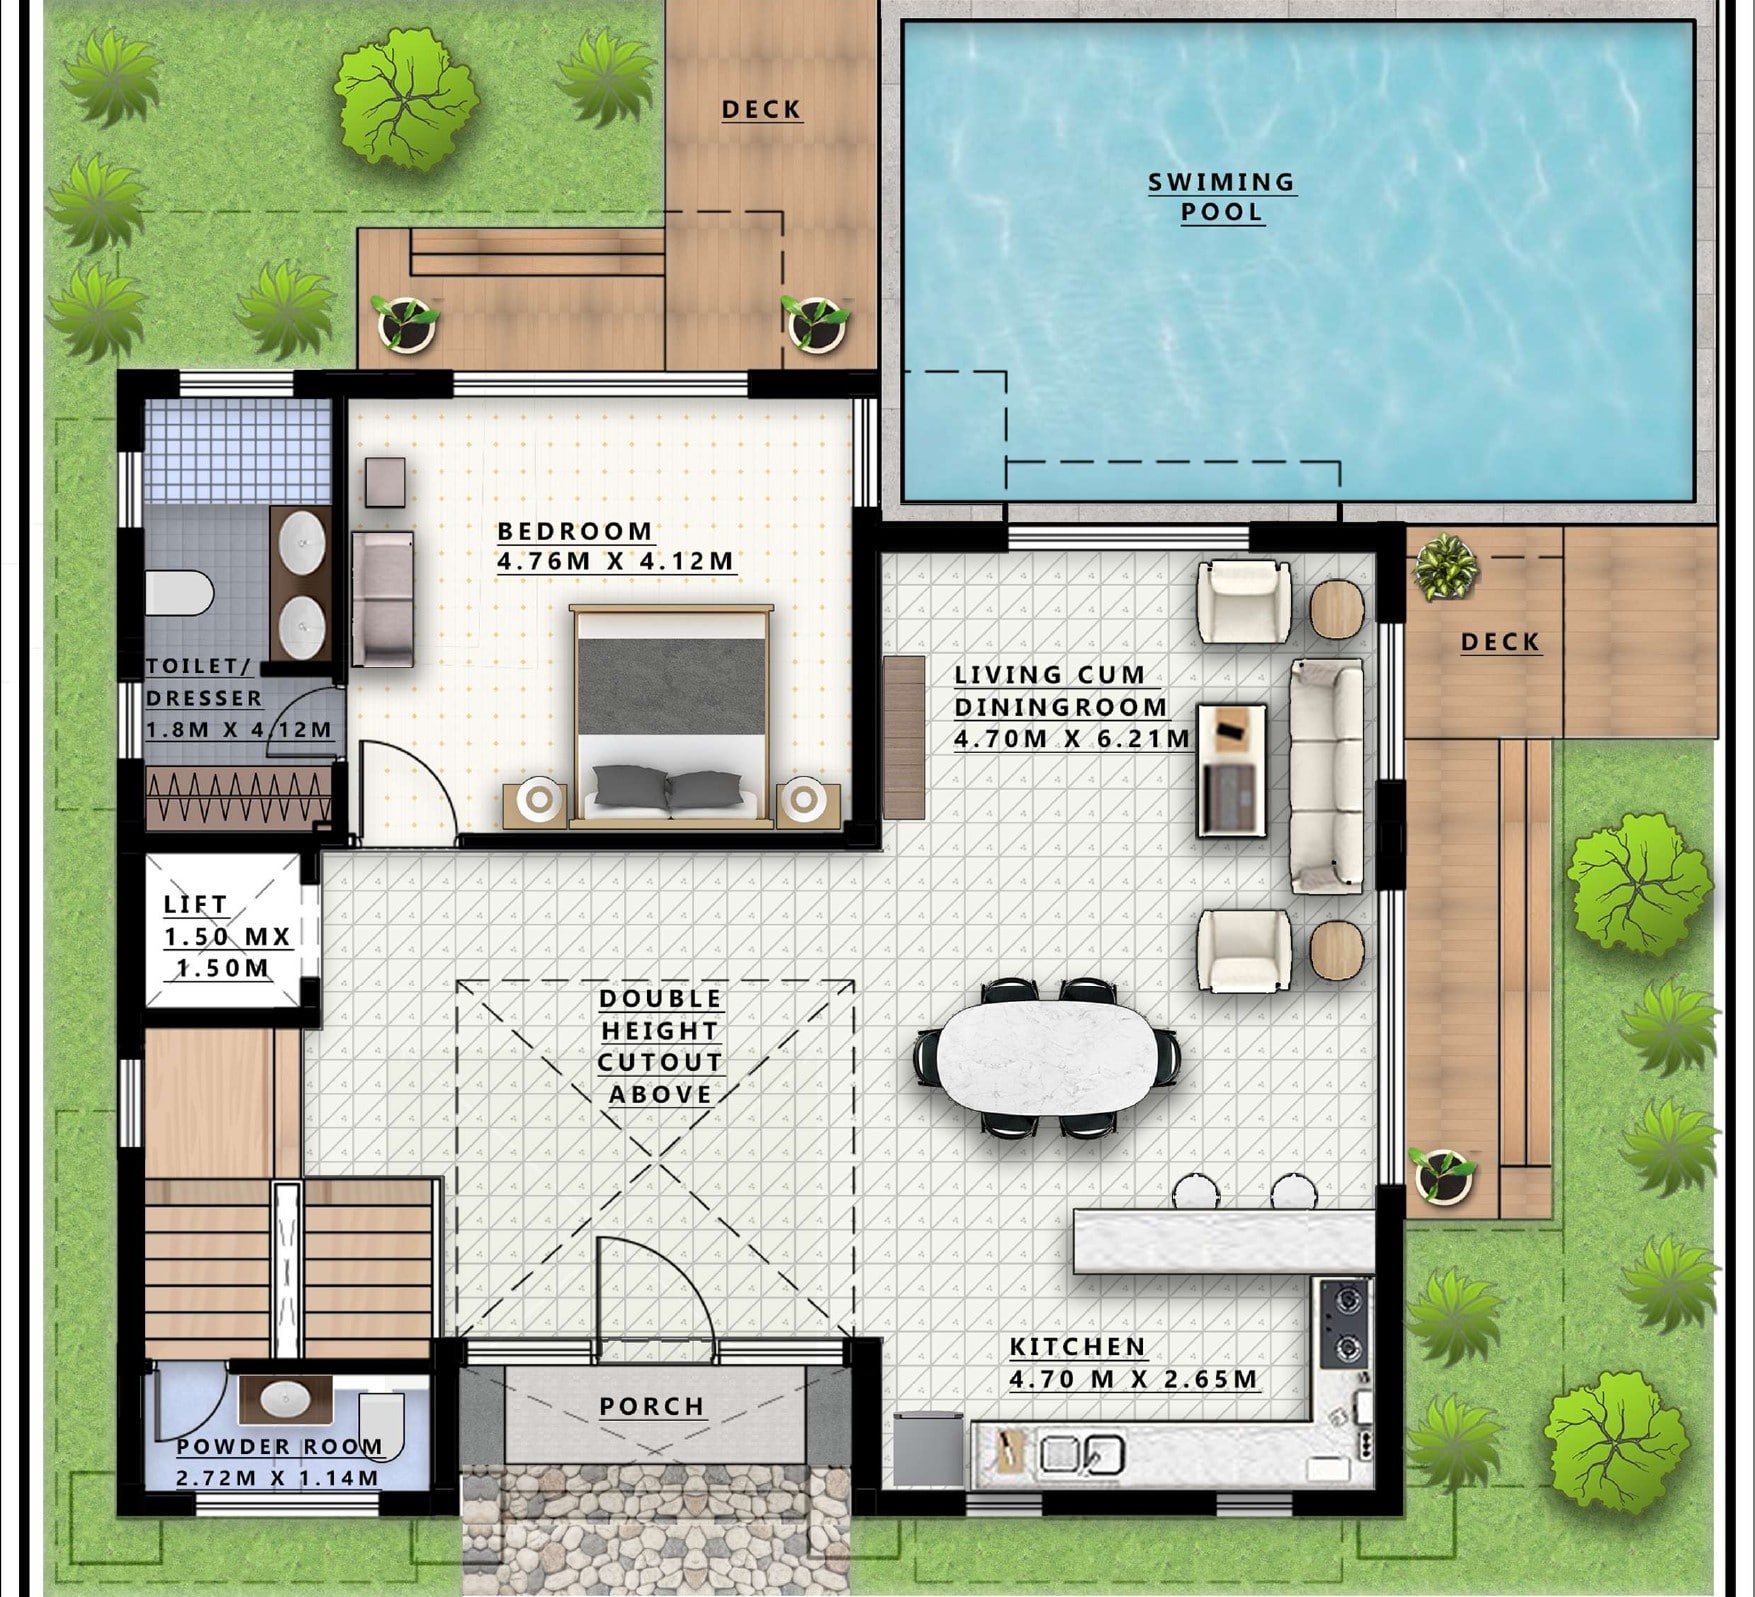 DECK
SWIMING
POOL
BEDROOM
4.76M X 4.12M
DECK
TOILET/
DRESSER
1.8M X 4.12M
LIVING CUM
DININGROOM
4.70M X 6.21M
LIFT
1.50 MX
1.50M
DOUBLE
HEIGHT
CUTOUT
ABOVE
KITCHEN
4.70 M X 2.65M
PORCH
POWDER ROOM
2.72M X 1.14M